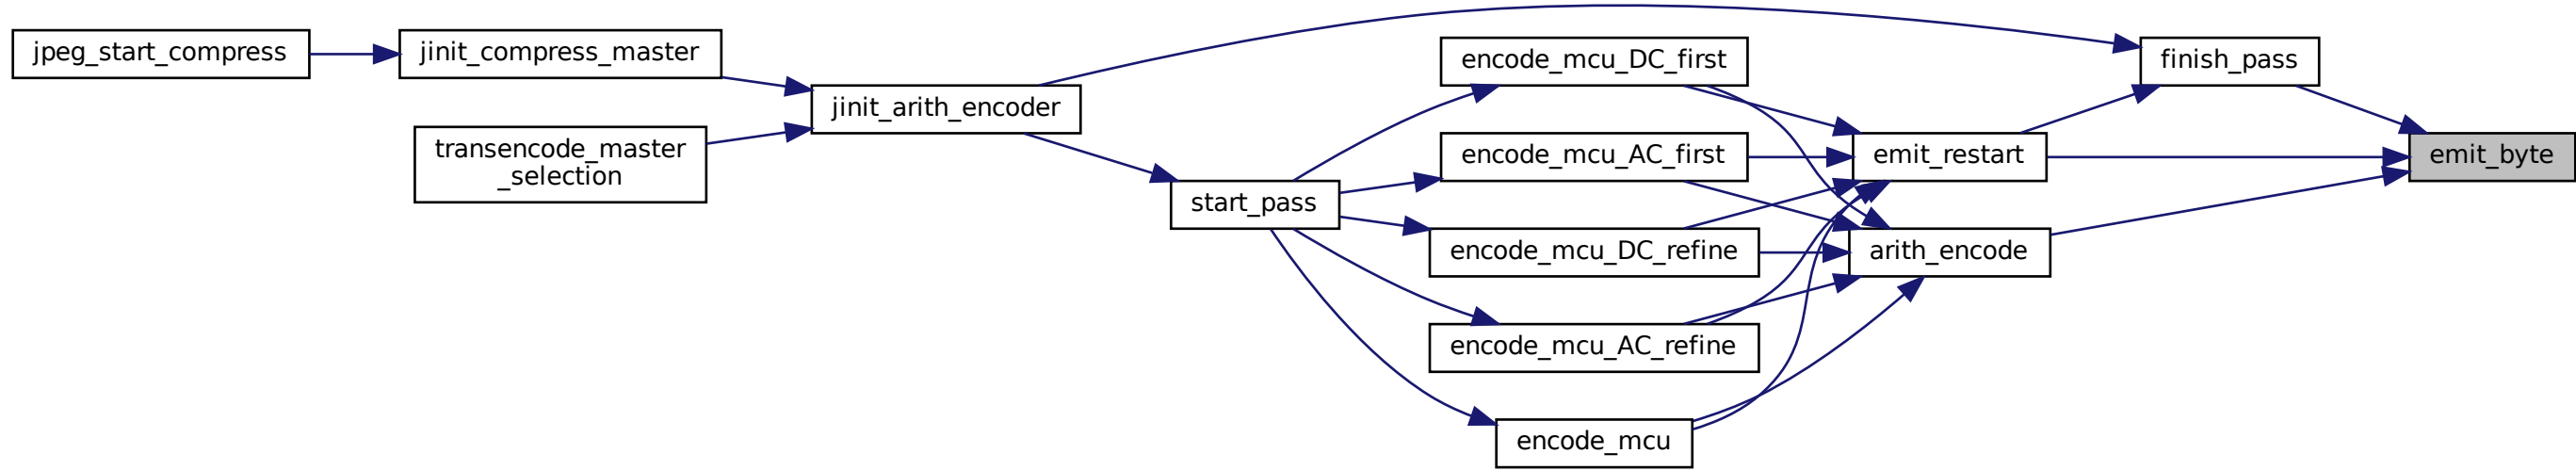 jpeg_start_compress
jinit_compress_master
transencode_master
_selection
jinit_arith_encoder
start_pass
encode_mcu_DC_first
encode_mcu_AC_first
encode_mcu_DC_refine
encode_mcu_AC_refine
encode_mcu
finish_pass
emit_restart
arith_encode
emit_byte